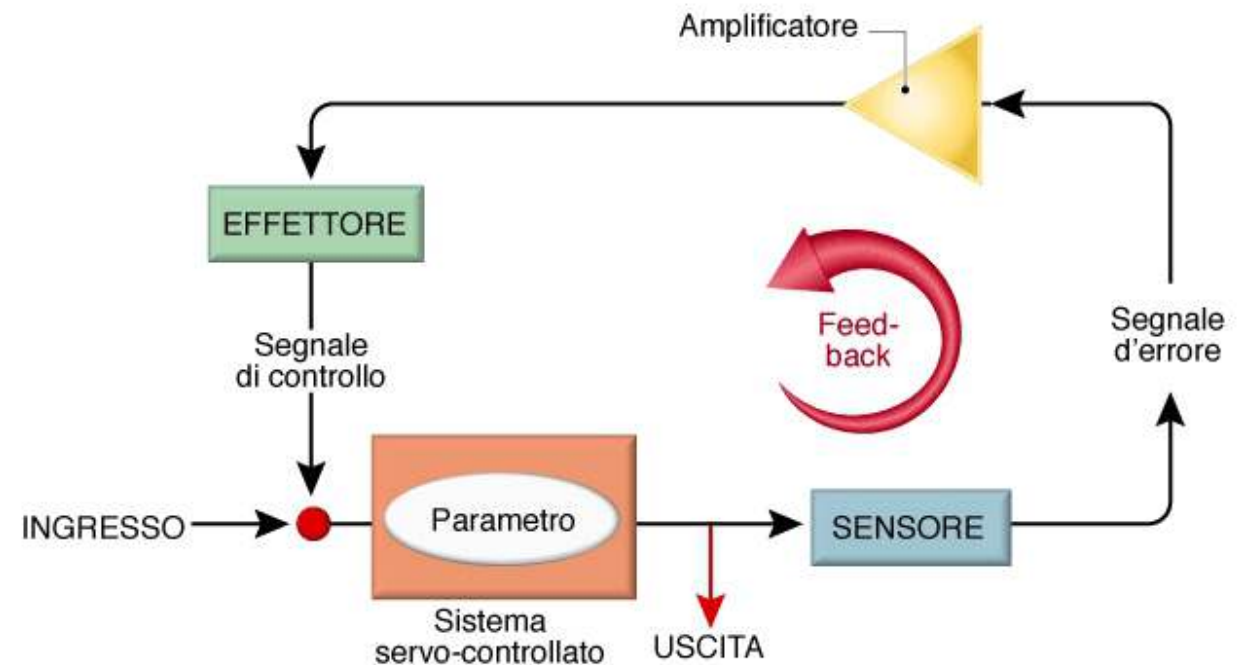 Amplificatore
EFFETTORE
Feed-
back
Segnale
d'errore
Segnale
di controllo
INGRESSO
Parametro
SENSORE
Sistema
servo-controllato
USCITA